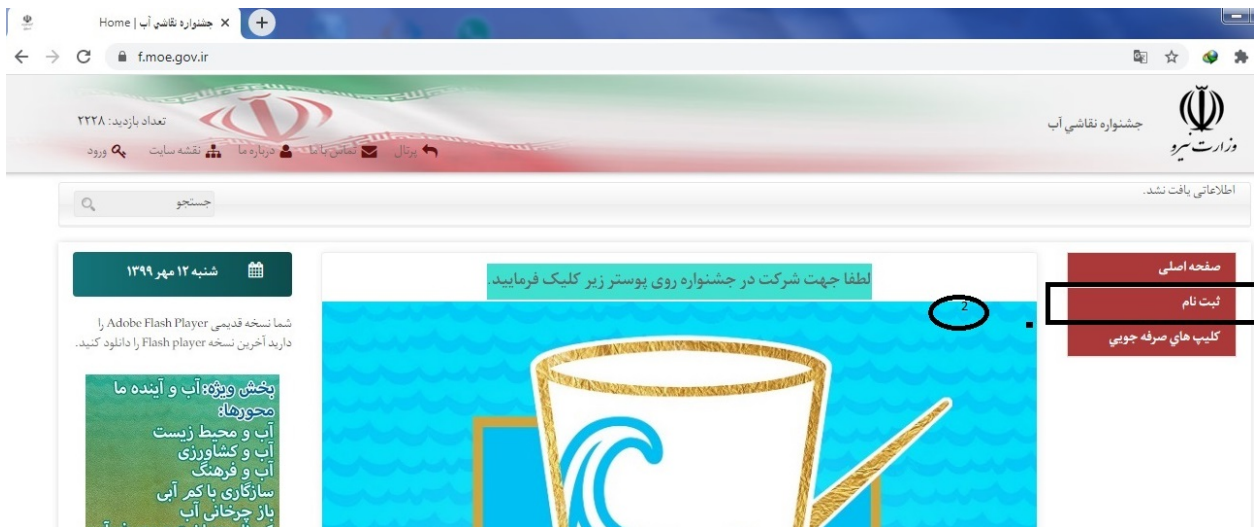 Home | جشنواره نقاشي آب
f.moe.gov.ir
وزارت نیرو
جشنواره نقاشي آب
تعداد بازدید: ۲۲۲۸
پرتال تماس با ما درباره ما نقشه سایت ورود
اطلاعاتی یافت نشد.
جستجو
صفحه اصلی
ثبت نام
کلیپ هاي صرفه جويي
لطفا جهت شرکت در جشنواره روی پوستر زیر کلیک فرمایید.
2
شنبه ۱۲ مهر ۱۳۹۹
شما نسخه قدیمی Adobe Flash Player را
دارید آخرین نسخه Flash player را دانلود کنید.
بخش ویژه: آب و آینده ما
محورها:
آب و محیط زیست
آب و کشاورزی
آب و فرهنگ
سازگاری با کم آبی
باز چرخانی آب